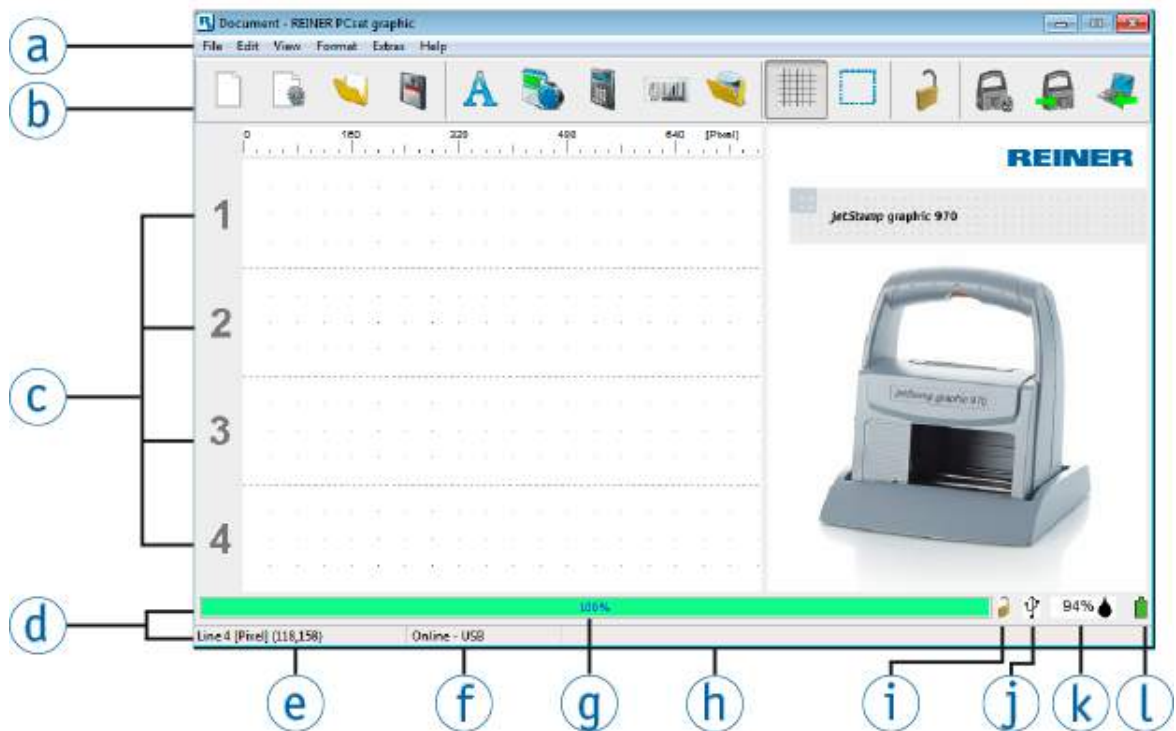 Document - REINER PCset graphic
a
File Edit View Format Extras Help
b
0 160 320 480 640 [Pixel]
REINER
jetStamp graphic 970
1
2
c
3
4
jetStamp graphic 970
d
100%
94%
Line 4 [Pixel] (118,158) Online - USB
e f g h i j k l